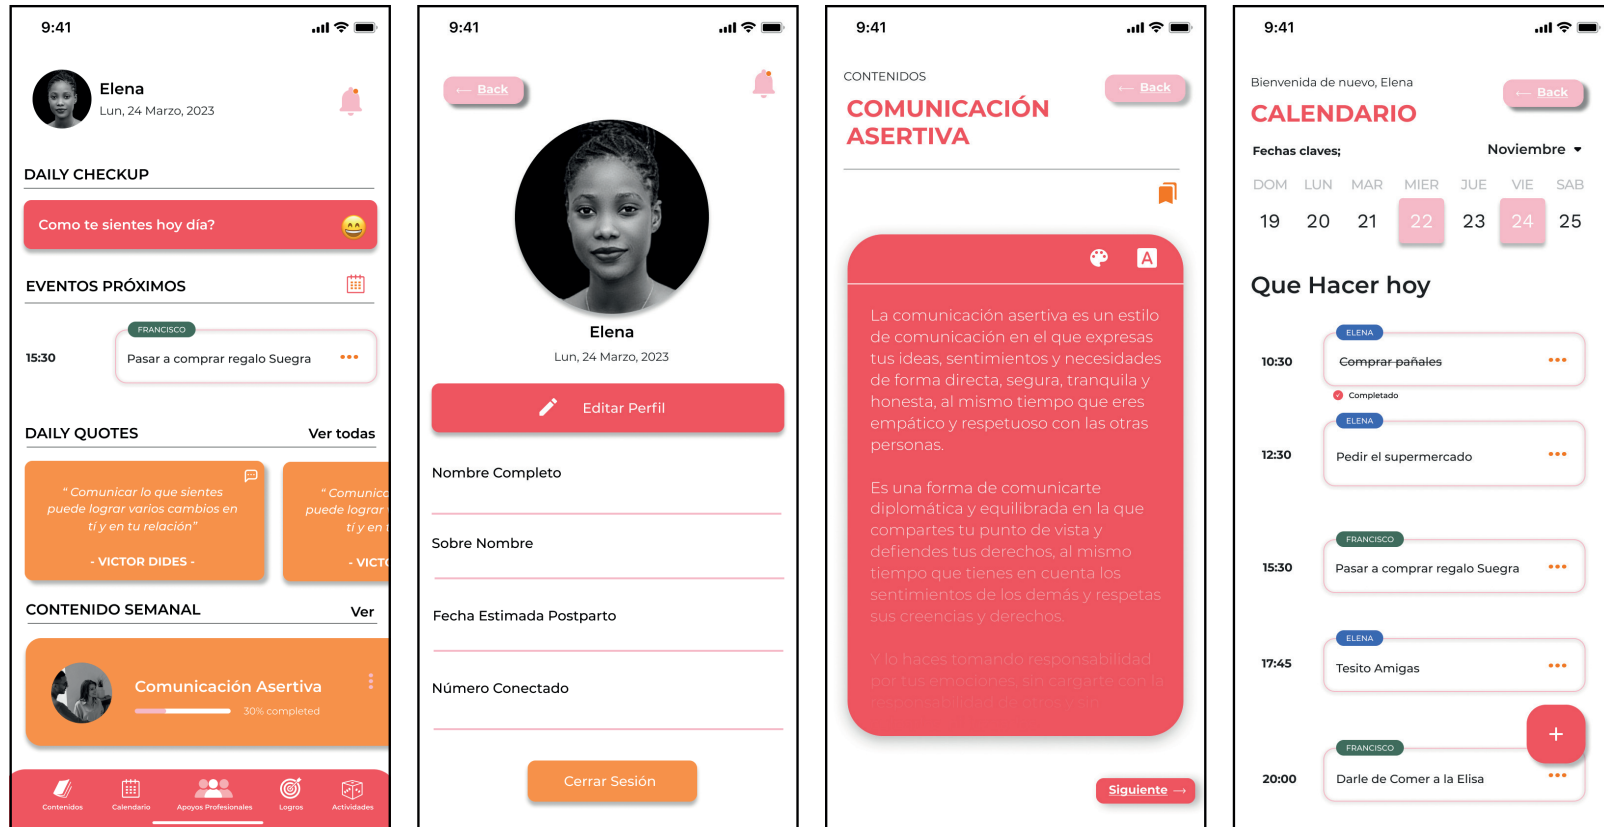 9:41
Elena
Lun, 24 Marzo, 2023
DAILY CHECKUP
Como te sientes hoy día?
EVENTOS PRÓXIMOS
FRANCISCO
15:30
Pasar a comprar regalo Suegra
DAILY QUOTES
Ver todas
“ Comunicar lo que sientes
puede lograr varios cambios en
tí y en tu relación”
- VICTOR DIDES -
“ Comunica
puede lograr
tí y en
- VICT
CONTENIDO SEMANAL
Ver
Comunicación Asertiva
30% completed
Contenidos
Calendario
Apoyos Profesionales
Logros
Actividades
9:41
← Back
Elena
Lun, 24 Marzo, 2023
Editar Perfil
Nombre Completo
Sobre Nombre
Fecha Estimada Postparto
Número Conectado
Cerrar Sesión
9:41
CONTENIDOS
← Back
COMUNICACIÓN
ASERTIVA
A
La comunicación asertiva es un estilo
de comunicación en el que expresas
tus ideas, sentimientos y necesidades
de forma directa, segura, tranquila y
honesta, al mismo tiempo que eres
empático y respetuoso con las otras
personas.
Es una forma de comunicarte
diplomática y equilibrada en la que
compartes tu punto de vista y
defiendes tus derechos, al mismo
tiempo que tienes en cuenta los
sentimientos de los demás y respetas
sus creencias y derechos.
Y lo haces tomando responsabilidad
por tus emociones, sin cargarte con la
responsabilidad de otros y sin
Siguiente →
9:41
Bienvenida de nuevo, Elena
← Back
CALENDARIO
Fechas claves;
Noviembre
DOM LUN MAR MIER JUE VIE SAB
19 20 21 22 23 24 25
Que Hacer hoy
ELENA
10:30
Comprar pañales
Completado
ELENA
12:30
Pedir el supermercado
FRANCISCO
15:30
Pasar a comprar regalo Suegra
ELENA
17:45
Tesito Amigas
+
FRANCISCO
20:00
Darle de Comer a la Elisa